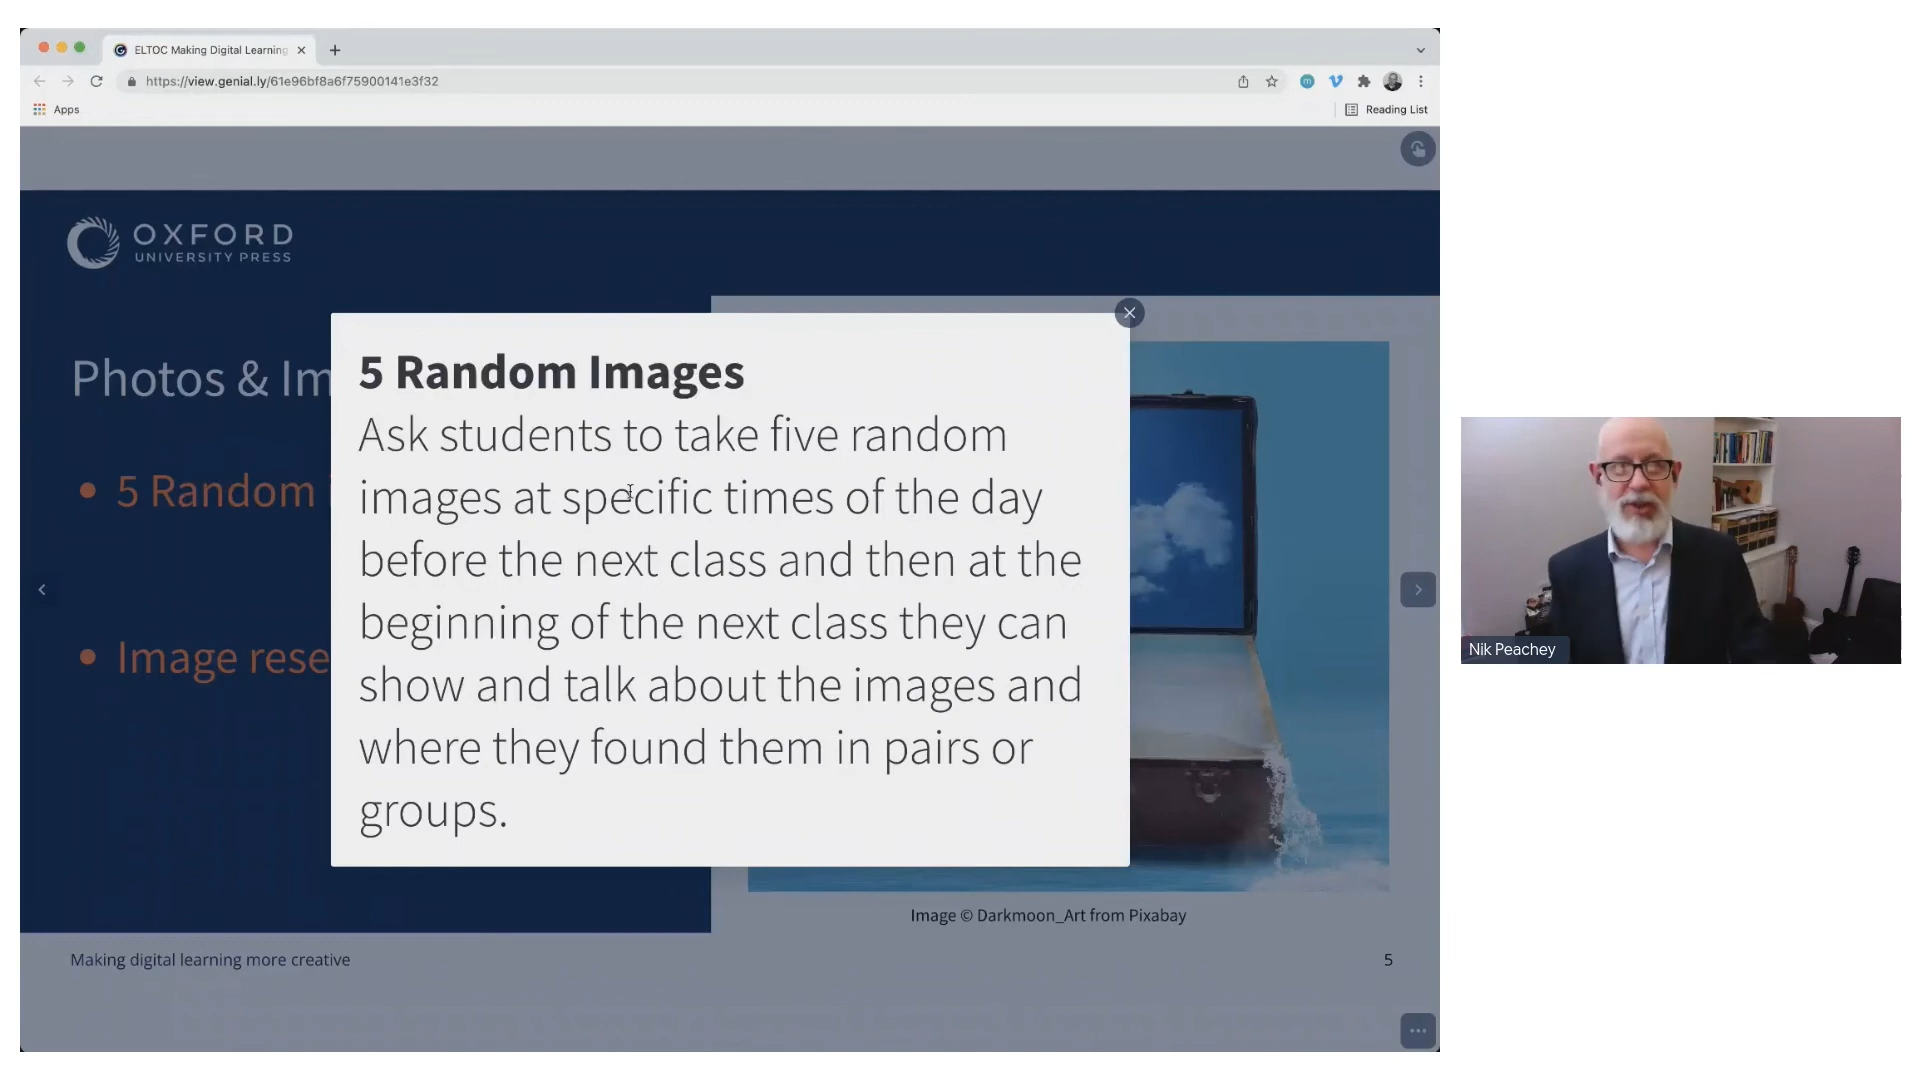 ELTOC Making Digital Learning
https://view.genial.ly/61e96bf8a6f75900141e3f32
Apps
Reading List
OXFORD
UNIVERSITY PRESS
Photos & Im
5 Random
Image rese
5 Random Images
Ask students to take five random
images at specific times of the day
before the next class and then at the
beginning of the next class they can
show and talk about the images and
where they found them in pairs or
groups.
Image © Darkmoon_Art from Pixabay
Making digital learning more creative
5
Nik Peachey